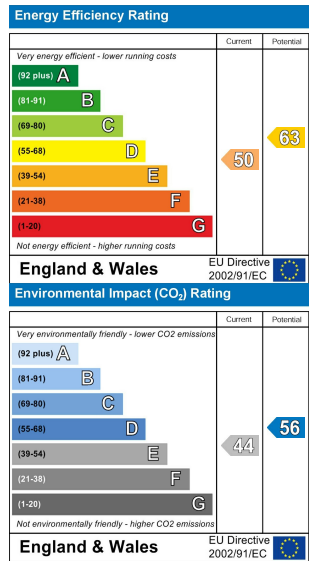 Energy Efficiency Rating
Current Potential
Very energy efficient - lower running costs
(92 plus) A
(81-91) B
(69-80) C
(55-68) D
(39-54) E
(21-38) F
(1-20) G
50
63
Not energy efficient - higher running costs
England & Wales
EU Directive
2002/91/EC
Environmental Impact (CO₂) Rating
Current Potential
Very environmentally friendly - lower CO2 emissions
(92 plus) A
(81-91) B
(69-80) C
(55-68) D
(39-54) E
(21-38) F
(1-20) G
44
56
Not environmentally friendly - higher CO2 emissions
England & Wales
EU Directive
2002/91/EC